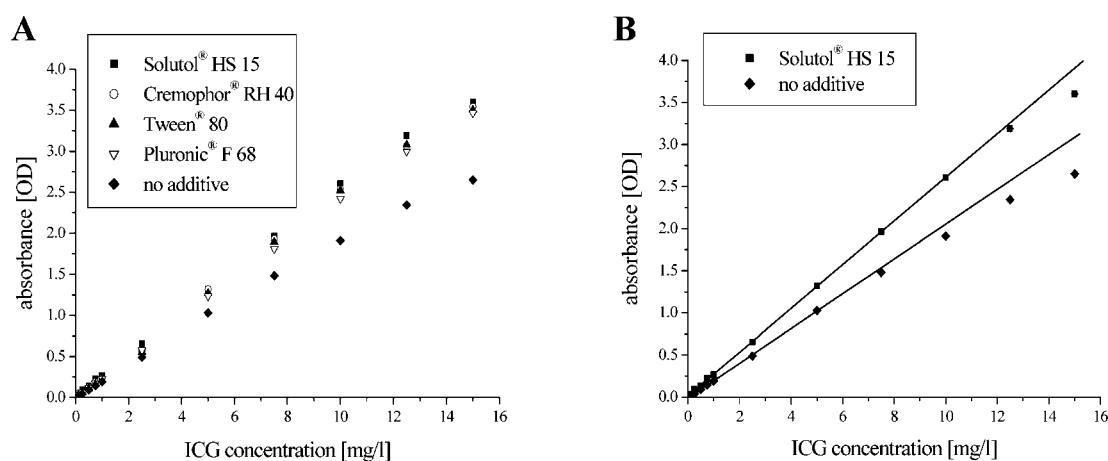 A
Solutol® HS 15
Cremophor® RH 40
Tween® 80
Pluronic® F 68
no additive
absorbance [OD]
4.0
3.5
3.0
2.5
2.0
1.5
1.0
0.5
0.0
0 2 4 6 8 10 12 14 16
ICG concentration [mg/l]
B
Solutol® HS 15
no additive
absorbance [OD]
4.0
3.5
3.0
2.5
2.0
1.5
1.0
0.5
0.0
0 2 4 6 8 10 12 14 16
ICG concentration [mg/l]